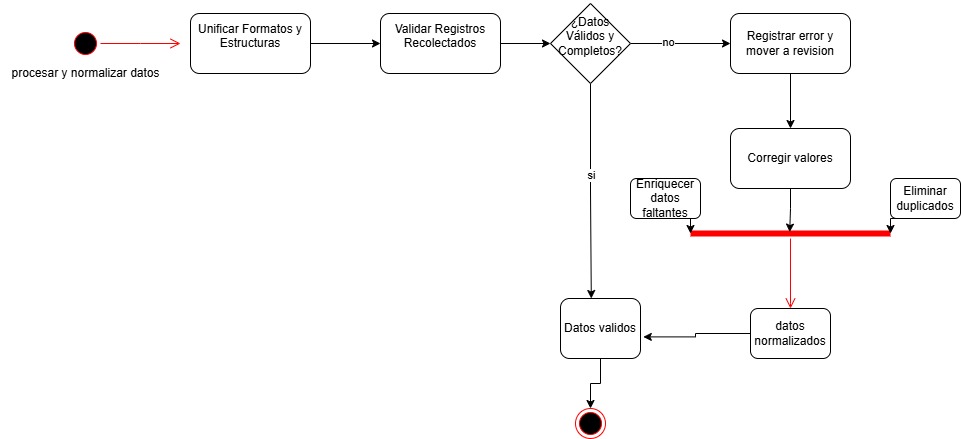 procesar y normalizar datos
Unificar Formatos y
Estructuras
Validar Registros
Recolectados
¿Datos
Válidos y
Completos?
no
Registrar error y
mover a revision
Corregir valores
si
Enriquecer
datos
faltantes
Eliminar
duplicados
Datos validos
datos
normalizados